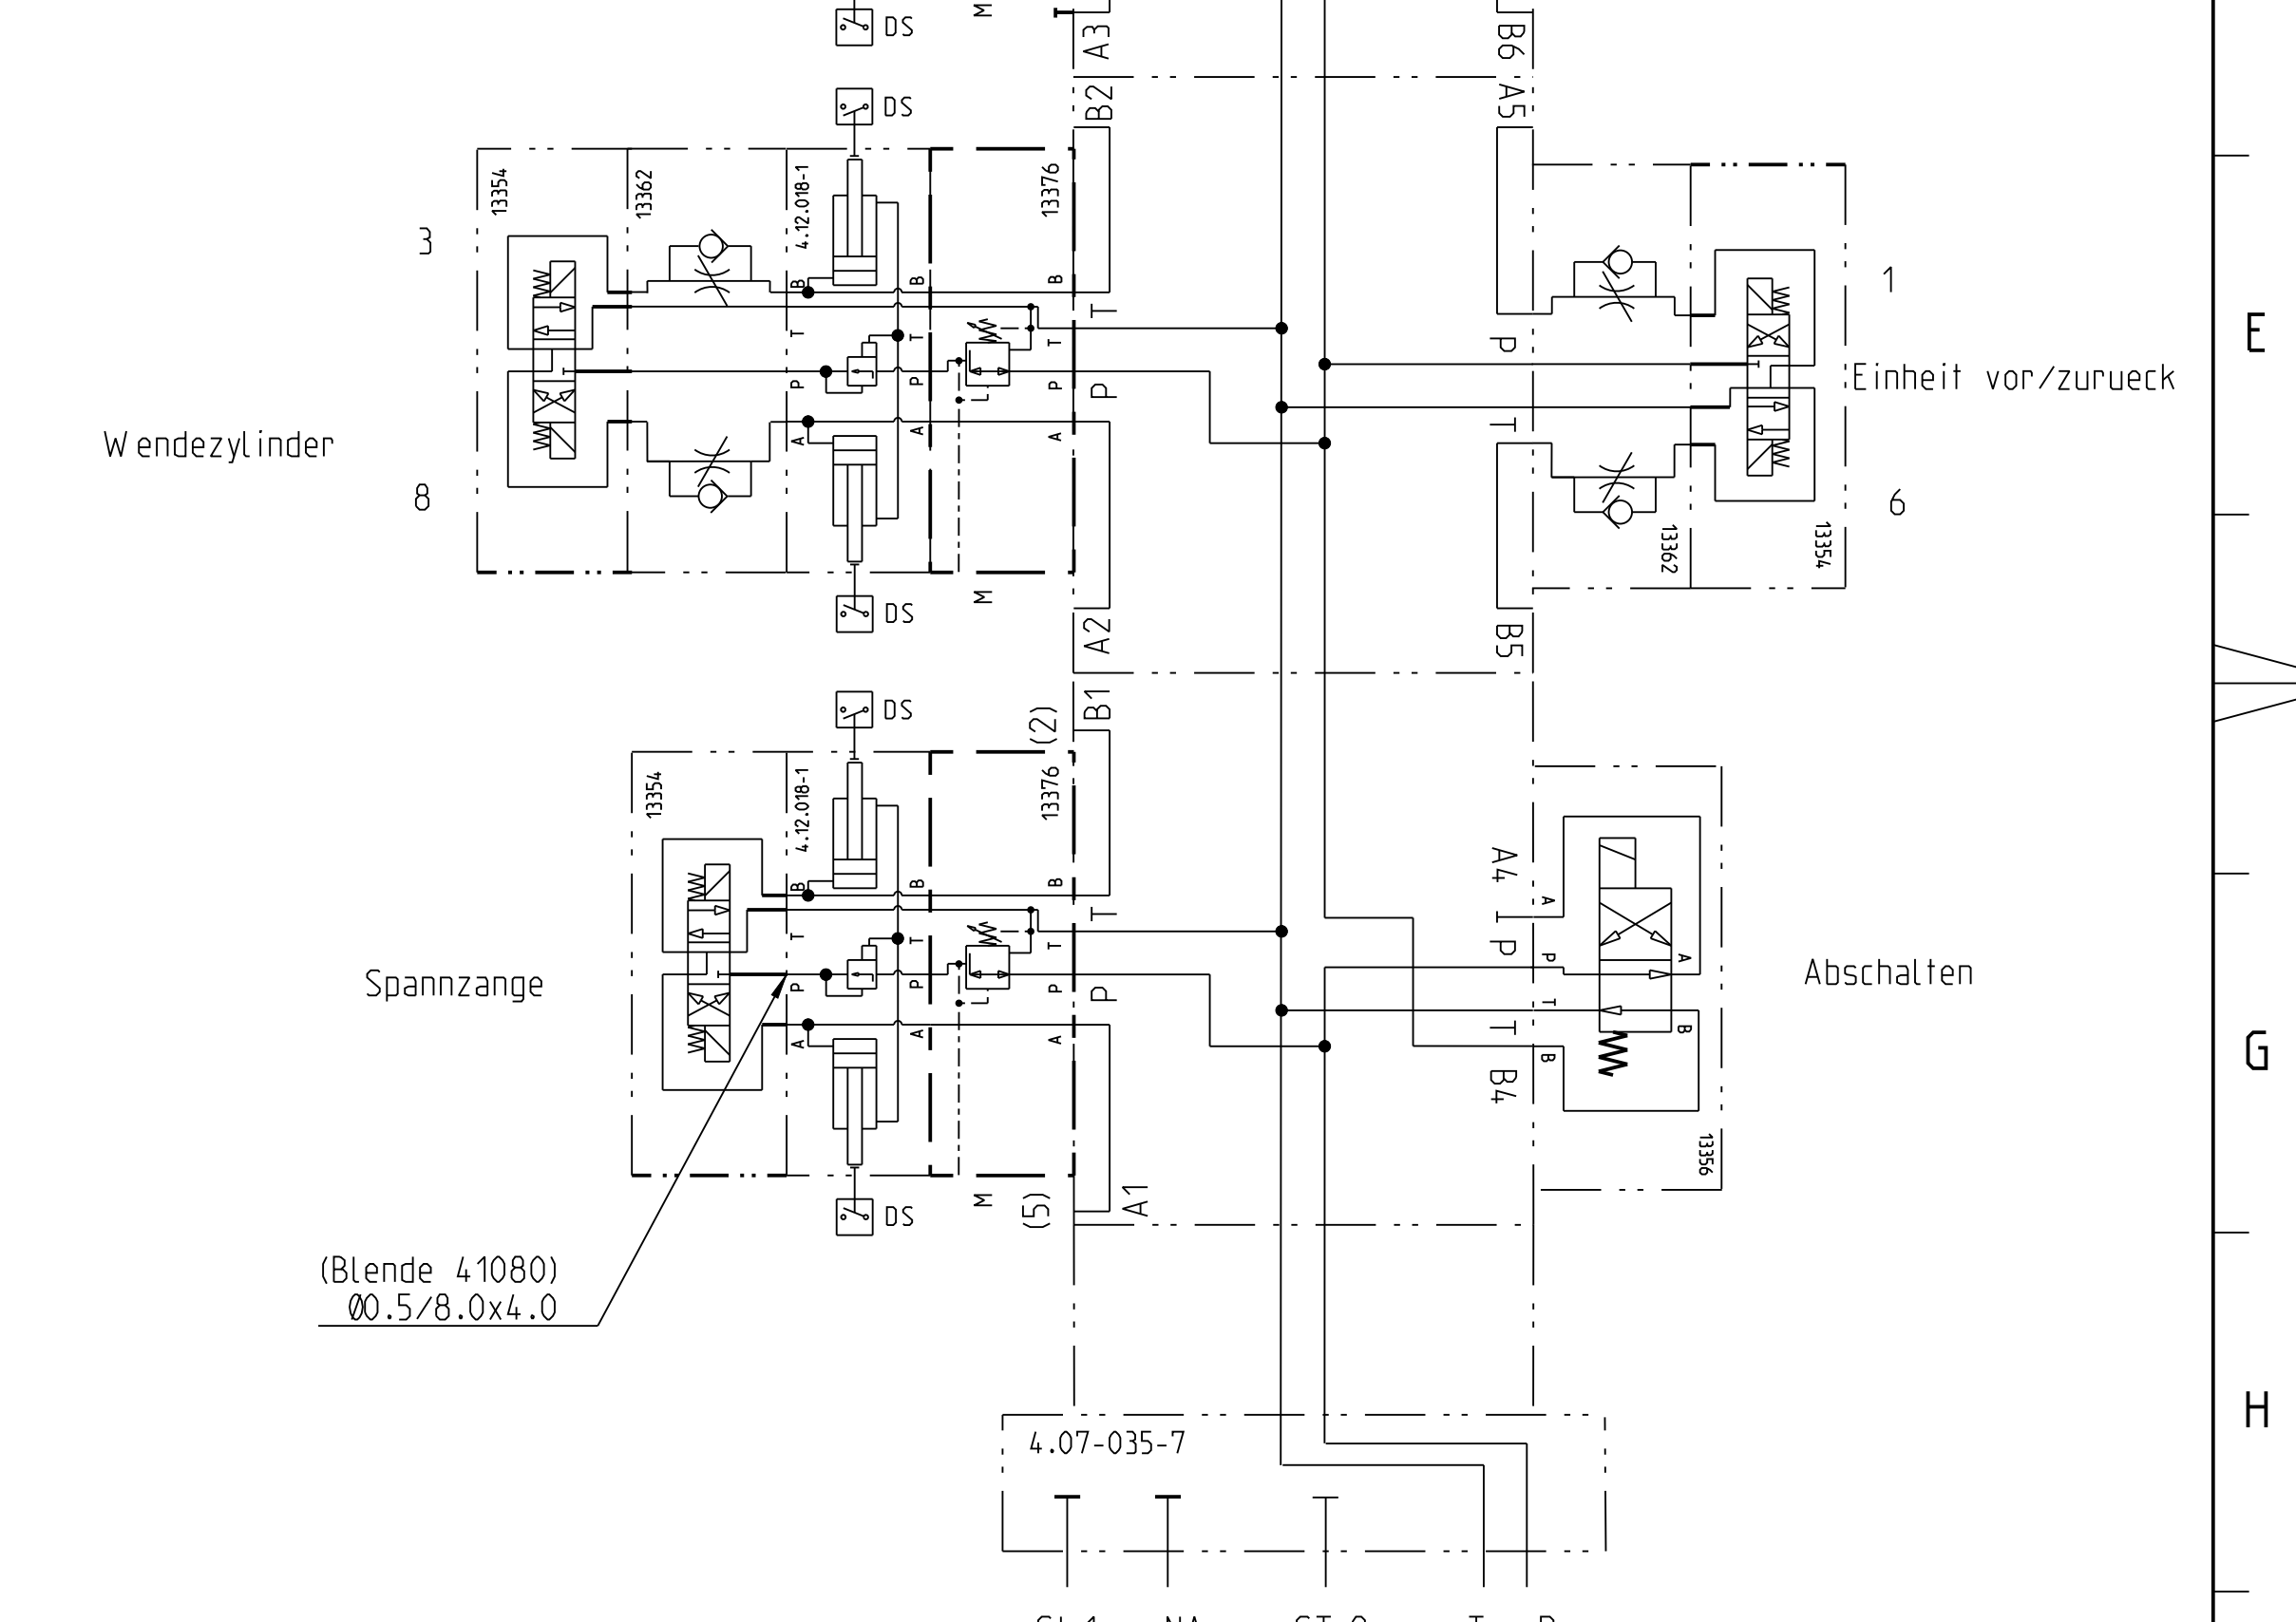 DS
M
A3
B6
DS
B2
A5
13354
13362
4.12.018-1
13376
3
B
B
B
T
T
T
T
P
E
1
P
P
P
P
T
Einheit vor/zurueck
Wendezylinder
A
A
A
8
6
13362
13354
DS
M
A2
B5
DS
(2)
B1
13354
4.12.018-1
13376
B
B
B
A4
A
T
T
T
T
P
P
A
Spannzange
P
P
P
P
T
Abschalten
T
B
A
A
A
B
B4
G
13356
DS
M
(5)
A1
(Blende 41080)
Ø0.5/8.0x4.0
H
4.07-035-7